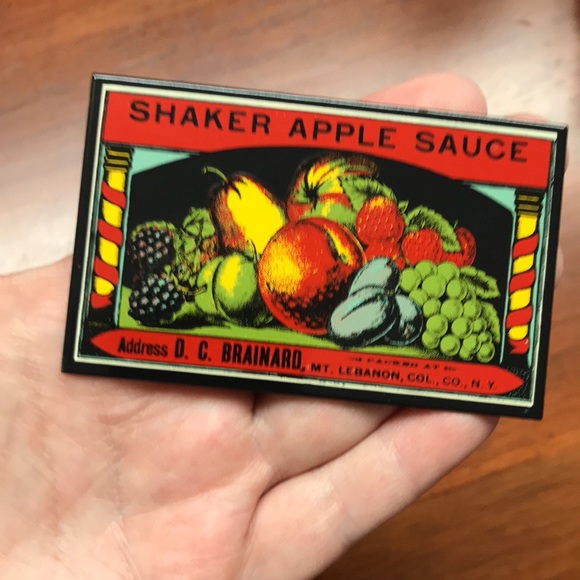 SHAKER APPLE SAUCE
PACKED AT
Address D. C. BRAINARD, MT. LEBANON, COL, CO., N. Y.